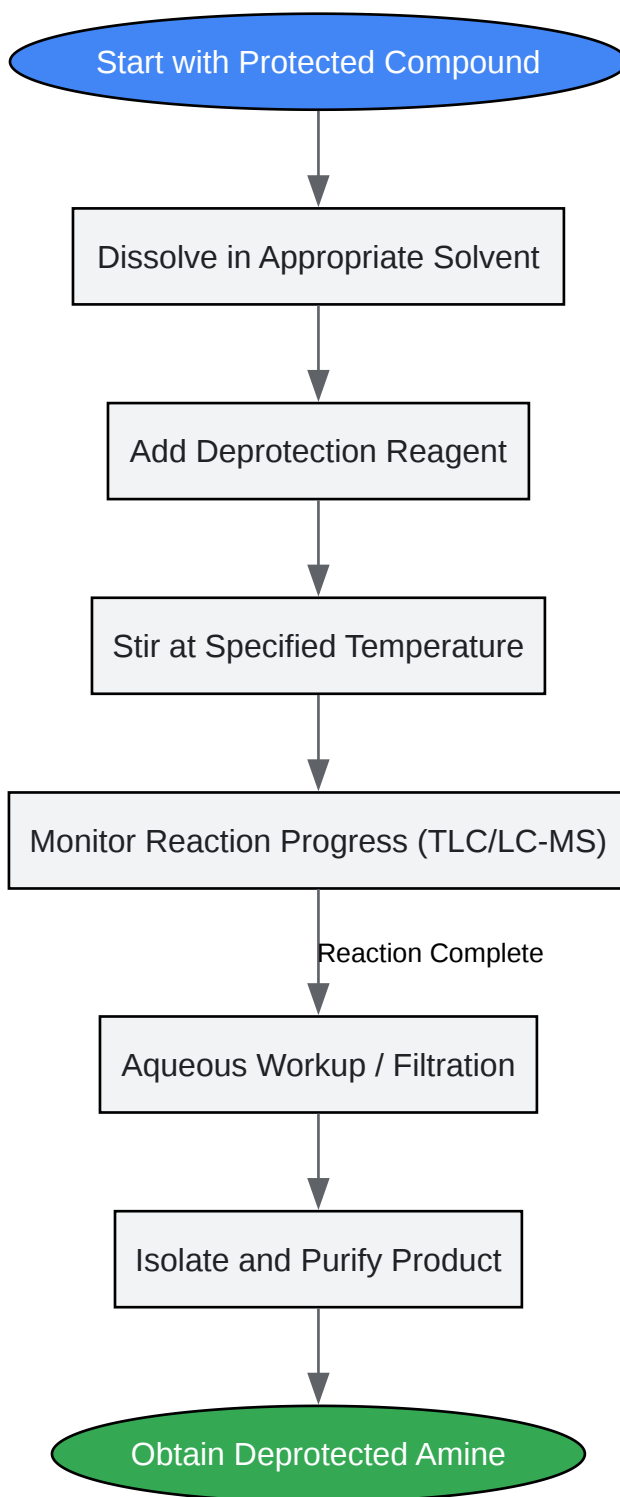 Start with Protected Compound
Dissolve in Appropriate Solvent
Add Deprotection Reagent
Stir at Specified Temperature
Monitor Reaction Progress (TLC/LC-MS)
Reaction Complete
Aqueous Workup / Filtration
Isolate and Purify Product
Obtain Deprotected Amine